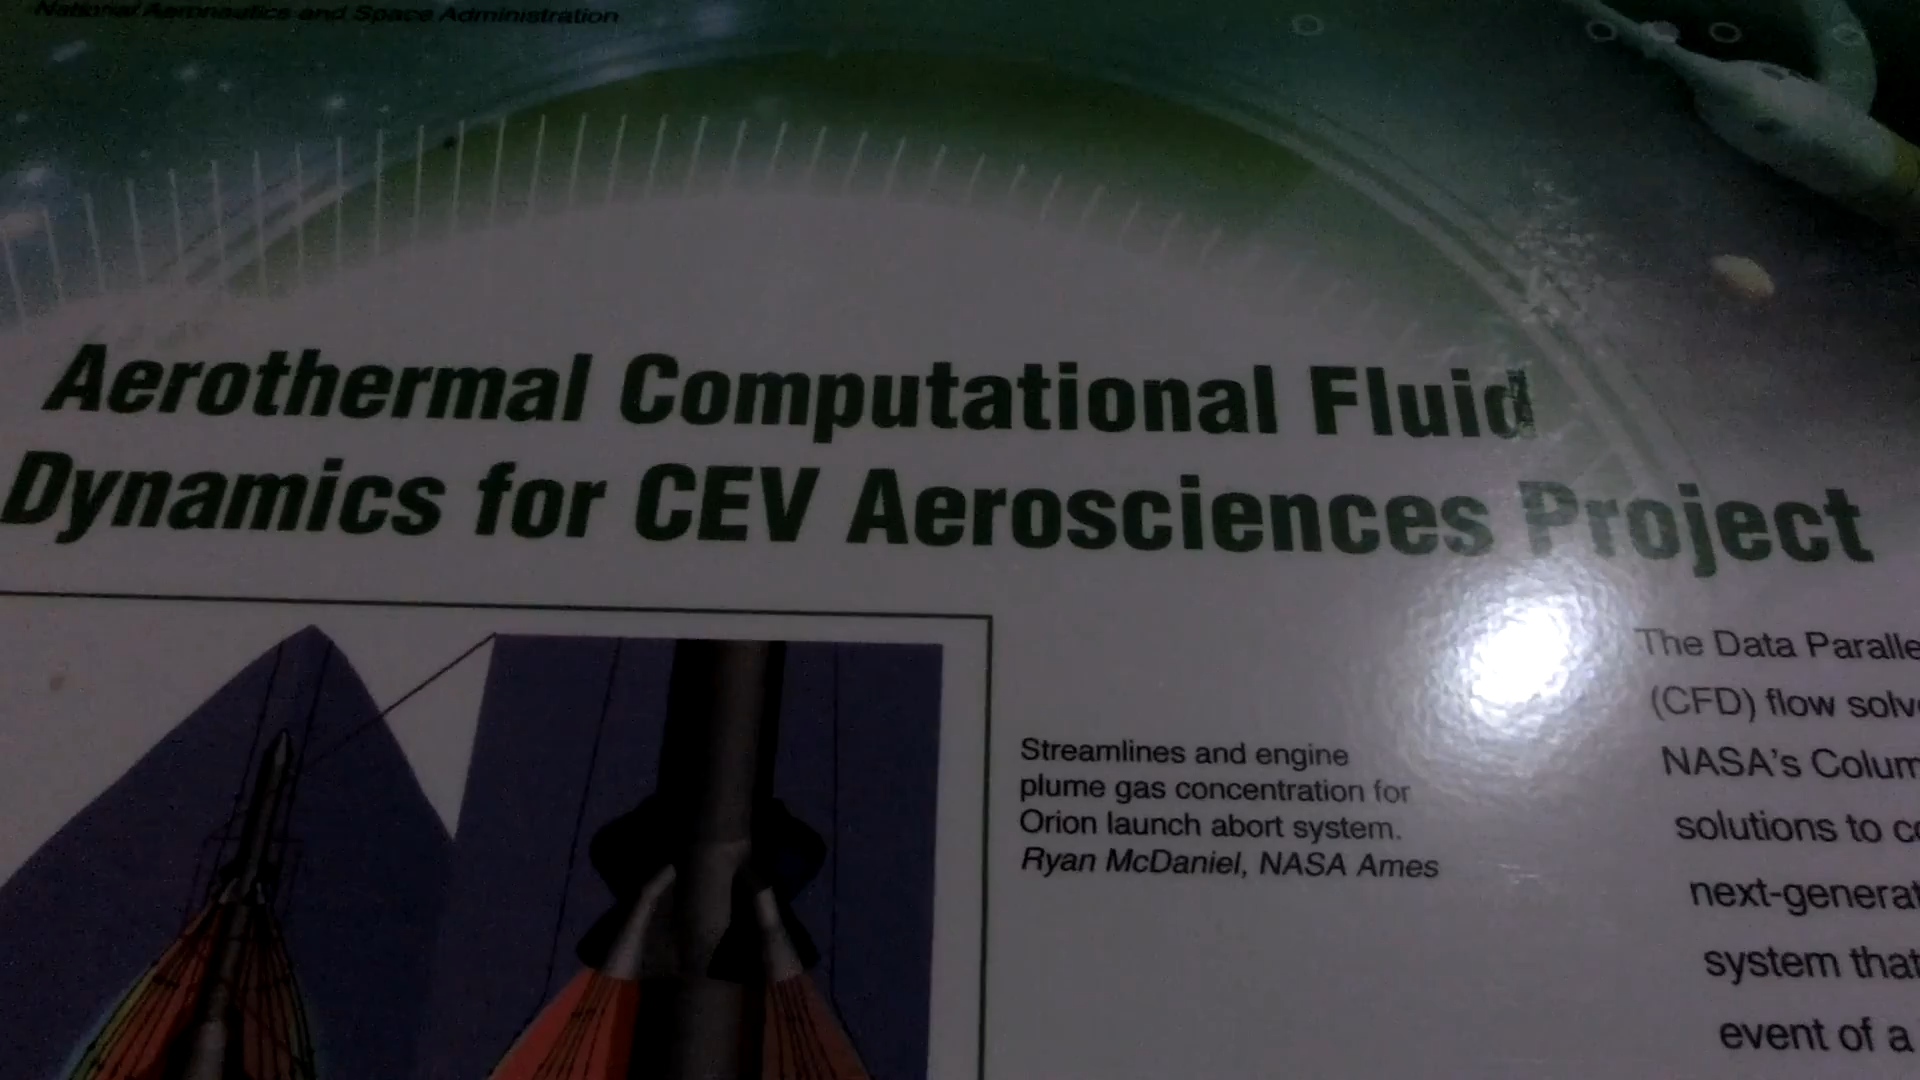 National Aeronautics and Space Administration
Aerothermal Computational Fluid
Dynamics for CEV Aerosciences Project
Streamlines and engine
plume gas concentration for
Orion launch abort system.
Ryan McDaniel, NASA Ames
The Data Paralle
(CFD) flow solv
NASA's Colum
solutions to c
next-generat
system that
event of a